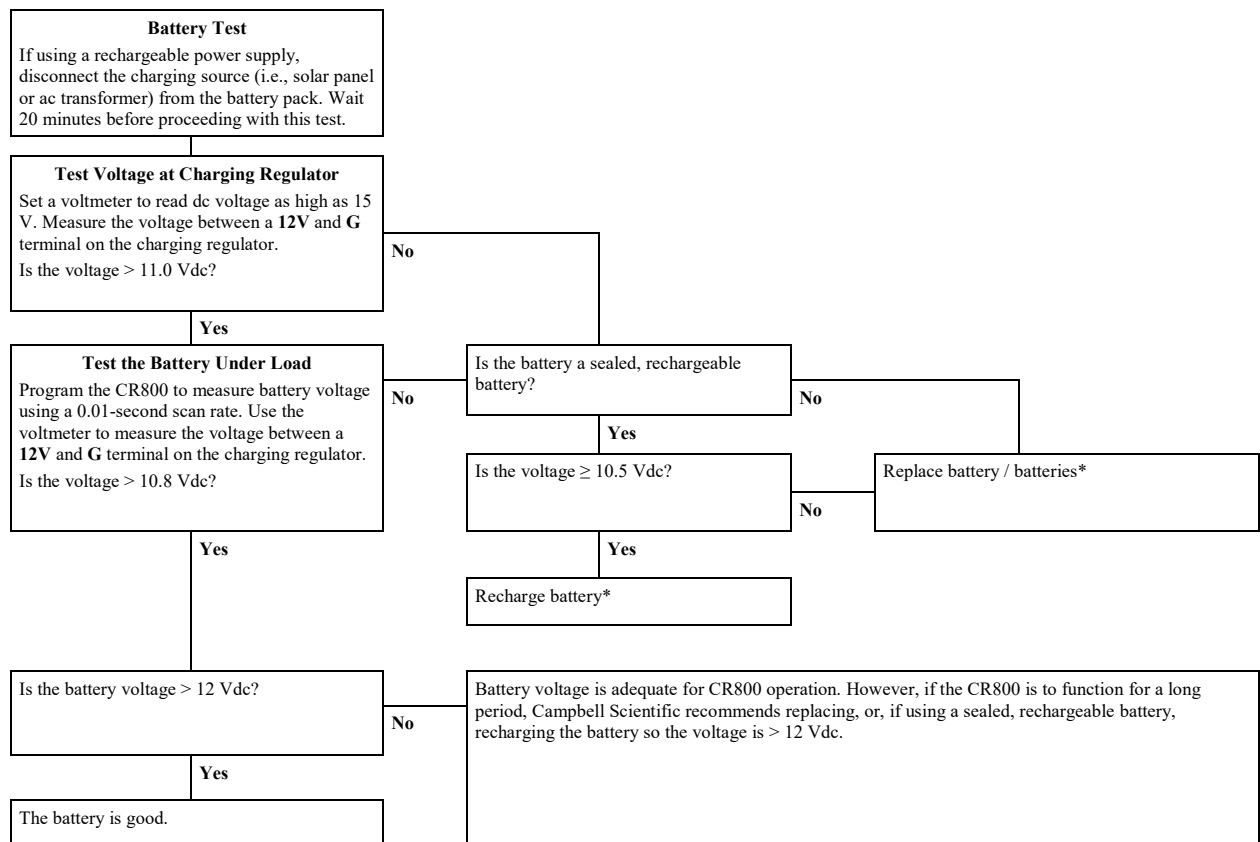 Battery Test
If using a rechargeable power supply,
disconnect the charging source (i.e., solar panel
or ac transformer) from the battery pack. Wait
20 minutes before proceeding with this test.
Test Voltage at Charging Regulator
Set a voltmeter to read dc voltage as high as 15
V. Measure the voltage between a 12V and G
terminal on the charging regulator.
Is the voltage > 11.0 Vdc?
No
Yes
Test the Battery Under Load
Program the CR800 to measure battery voltage
using a 0.01-second scan rate. Use the
voltmeter to measure the voltage between a
12V and G terminal on the charging regulator.
Is the voltage > 10.8 Vdc?
No
Is the battery a sealed, rechargeable
battery?
No
Yes
Is the voltage ≥ 10.5 Vdc?
No
Replace battery / batteries*
Yes
Yes
Recharge battery*
Is the battery voltage > 12 Vdc?
No
Battery voltage is adequate for CR800 operation. However, if the CR800 is to function for a long
period, Campbell Scientific recommends replacing, or, if using a sealed, rechargeable battery,
recharging the battery so the voltage is > 12 Vdc.
Yes
The battery is good.